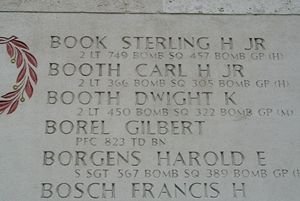 BOOK STERLING H JR
2 LT 749 BOMB SQ 457 BOMB GP (H)
BOOTH CARL H JR
2 LT 366 BOMB SQ 305 BOMB GP (H)
BOOTH DWIGHT K
2 LT 450 BOMB SQ 322 BOMB GP (M)
BOREL GILBERT
PFC 823 TD BN
BORGENS HAROLD E
S SGT 567 BOMB SQ 389 BOMB GP
BOSCH FRANCIS H